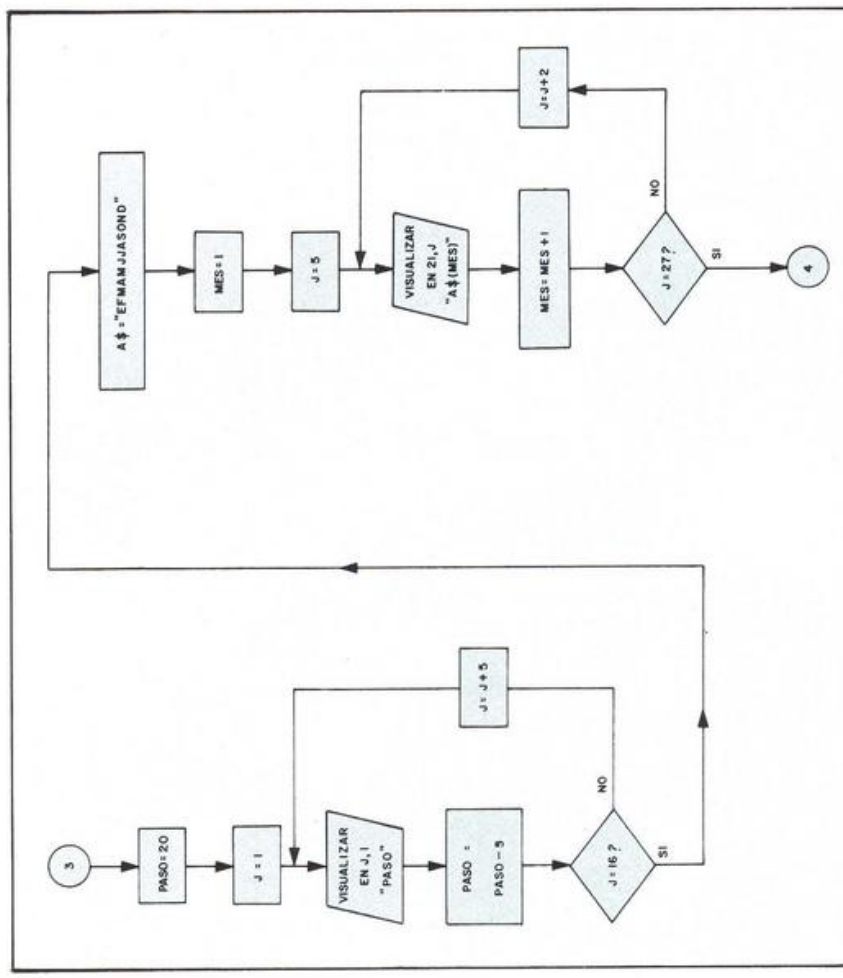 3
PASO=20
J=1
VISUALIZAR
EN J,1
"PASO"
PASO =
PASO-5
J=16?
NO
J=J+5
SI
A$="EFMAMJJASOND"
MES=1
J=5
VISUALIZAR
EN 21,J
"A$(MES)"
MES=MES+1
J=27?
NO
J=J+2
SI
4